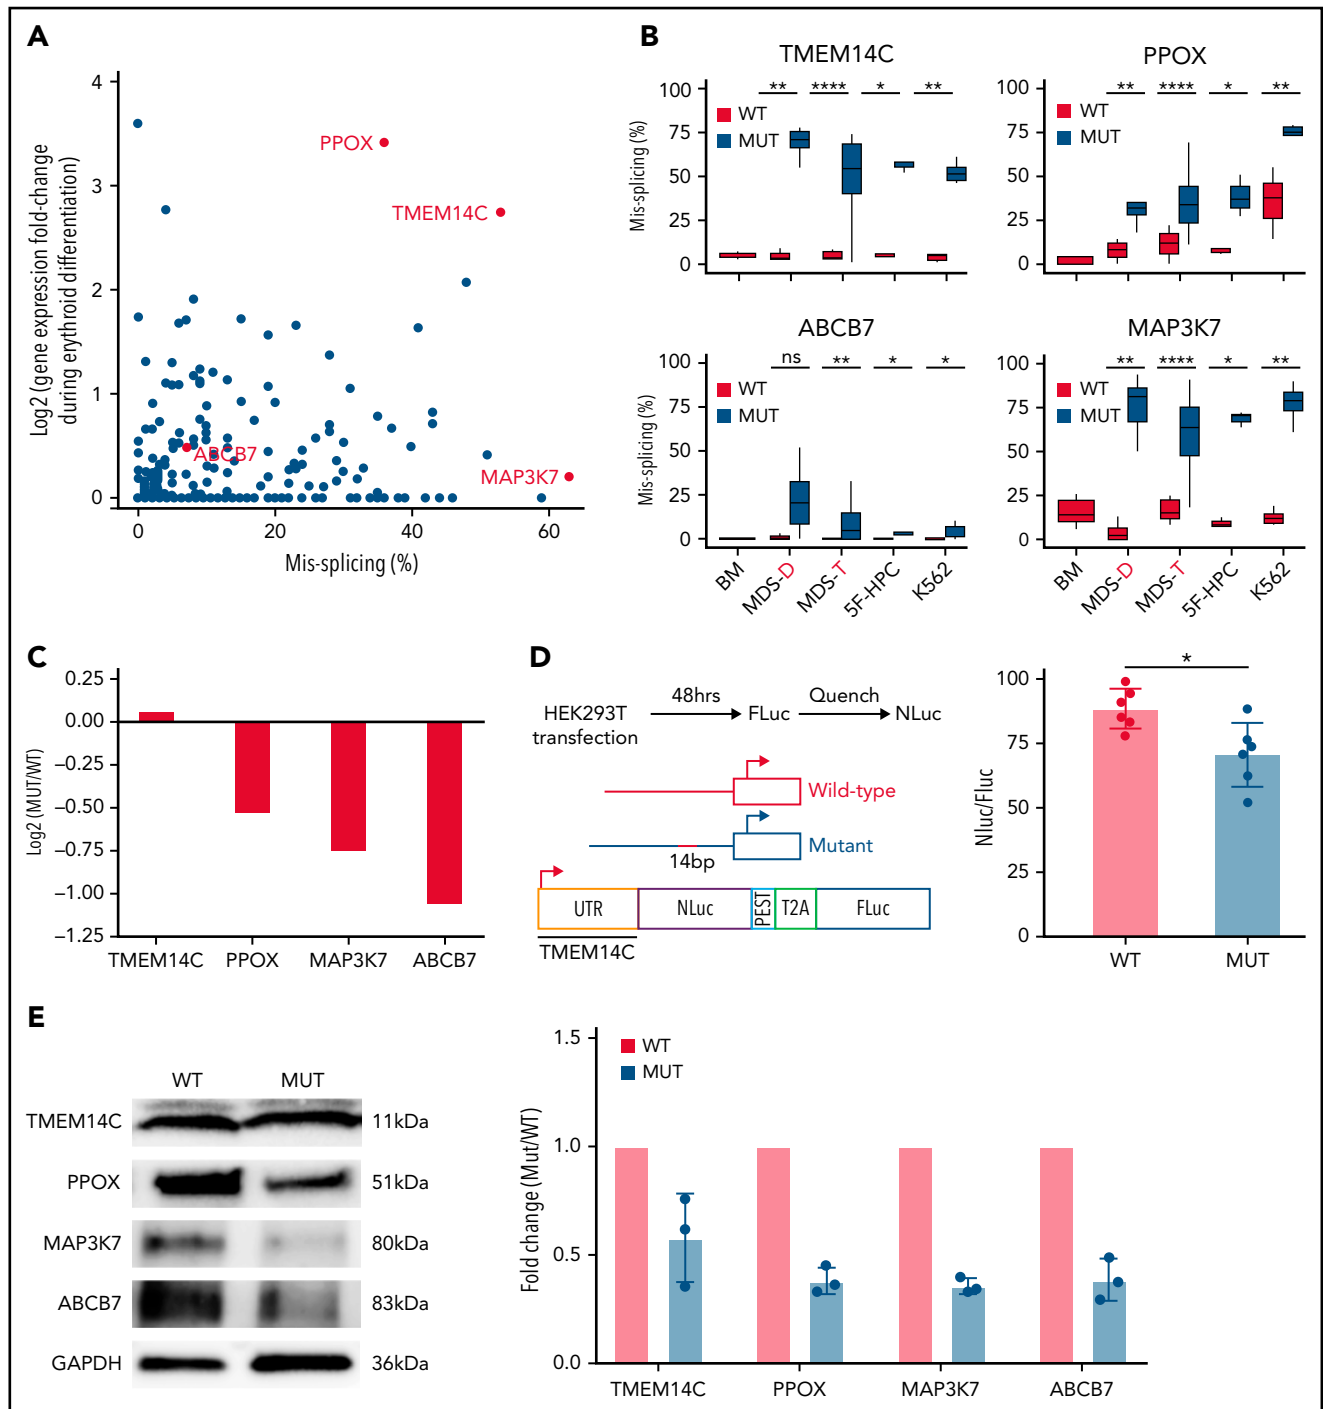 A
Log2 (gene expression fold-change
during erythroid differentiation)
4
3
2
1
0
PPOX
TMEM14C
ABCB7
MAP3K7
0
20
40
60
Mis-splicing (%)
B
TMEM14C
Mis-splicing (%)
100
75
50
25
0
WT
MUT
**
****
*
**
PPOX
100
75
50
25
0
WT
MUT
**
****
*
**
ABCB7
Mis-splicing (%)
100
75
50
25
0
WT
MUT
ns
**
*
*
BM
MDS-D
MDS-T
5F-HPC
K562
MAP3K7
100
75
50
25
0
WT
MUT
**
****
*
**
BM
MDS-D
MDS-T
5F-HPC
K562
C
Log2 (MUT/WT)
0.25
0.00
−0.25
−0.50
−0.75
−1.00
−1.25
TMEM14C
PPOX
MAP3K7
ABCB7
D
HEK293T
transfection
48hrs
FLuc
Quench
NLuc
Wild-type
Mutant
14bp
UTR
NLuc
PEST
T2A
FLuc
TMEM14C
Nluc/Fluc
100
75
50
25
0
*
WT
MUT
E
WT
MUT
TMEM14C
11kDa
PPOX
51kDa
MAP3K7
80kDa
ABCB7
83kDa
GAPDH
36kDa
Fold change (Mut/WT)
1.5
1.0
0.5
0.0
WT
MUT
TMEM14C
PPOX
MAP3K7
ABCB7